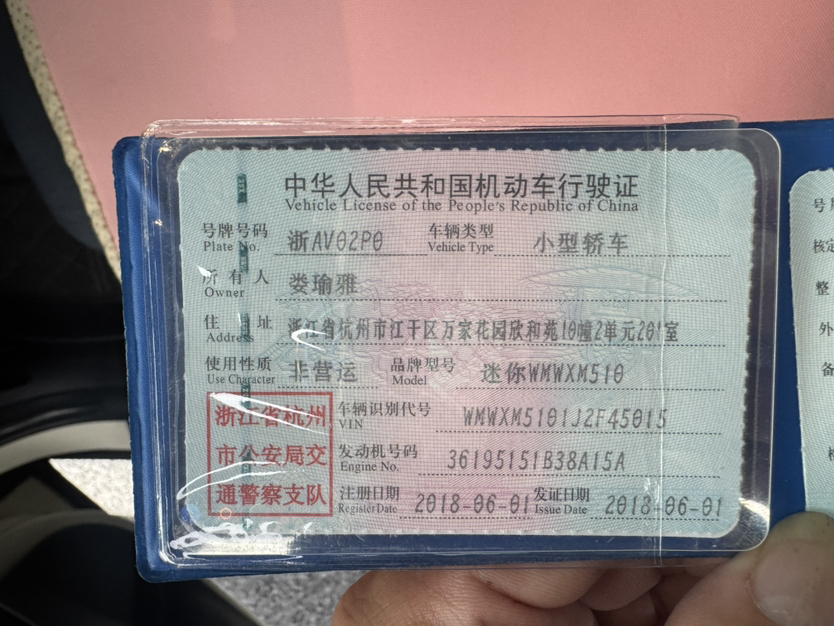 中华人民共和国机动车行驶证
Vehicle License of the People's Republic of China
号牌号码 浙AV02P0 车辆类型 小型轿车
Plate No. Vehicle Type
所有人 娄瑜雅
Owner
住址 浙江省杭州市江干区万家花园欣和苑10幢2单元201室
Address
使用性质 非营运 品牌型号 迷你WMWXM510
Use Character Model
浙江省杭州
市公安局交
通警察支队
车辆识别代号 WMWXM5101J2F45015
VIN
发动机号码 36195151B38A15A
Engine No.
注册日期 2018-06-01 发证日期 2018-06-01
Register Date Issue Date
号
核定
整
外
备